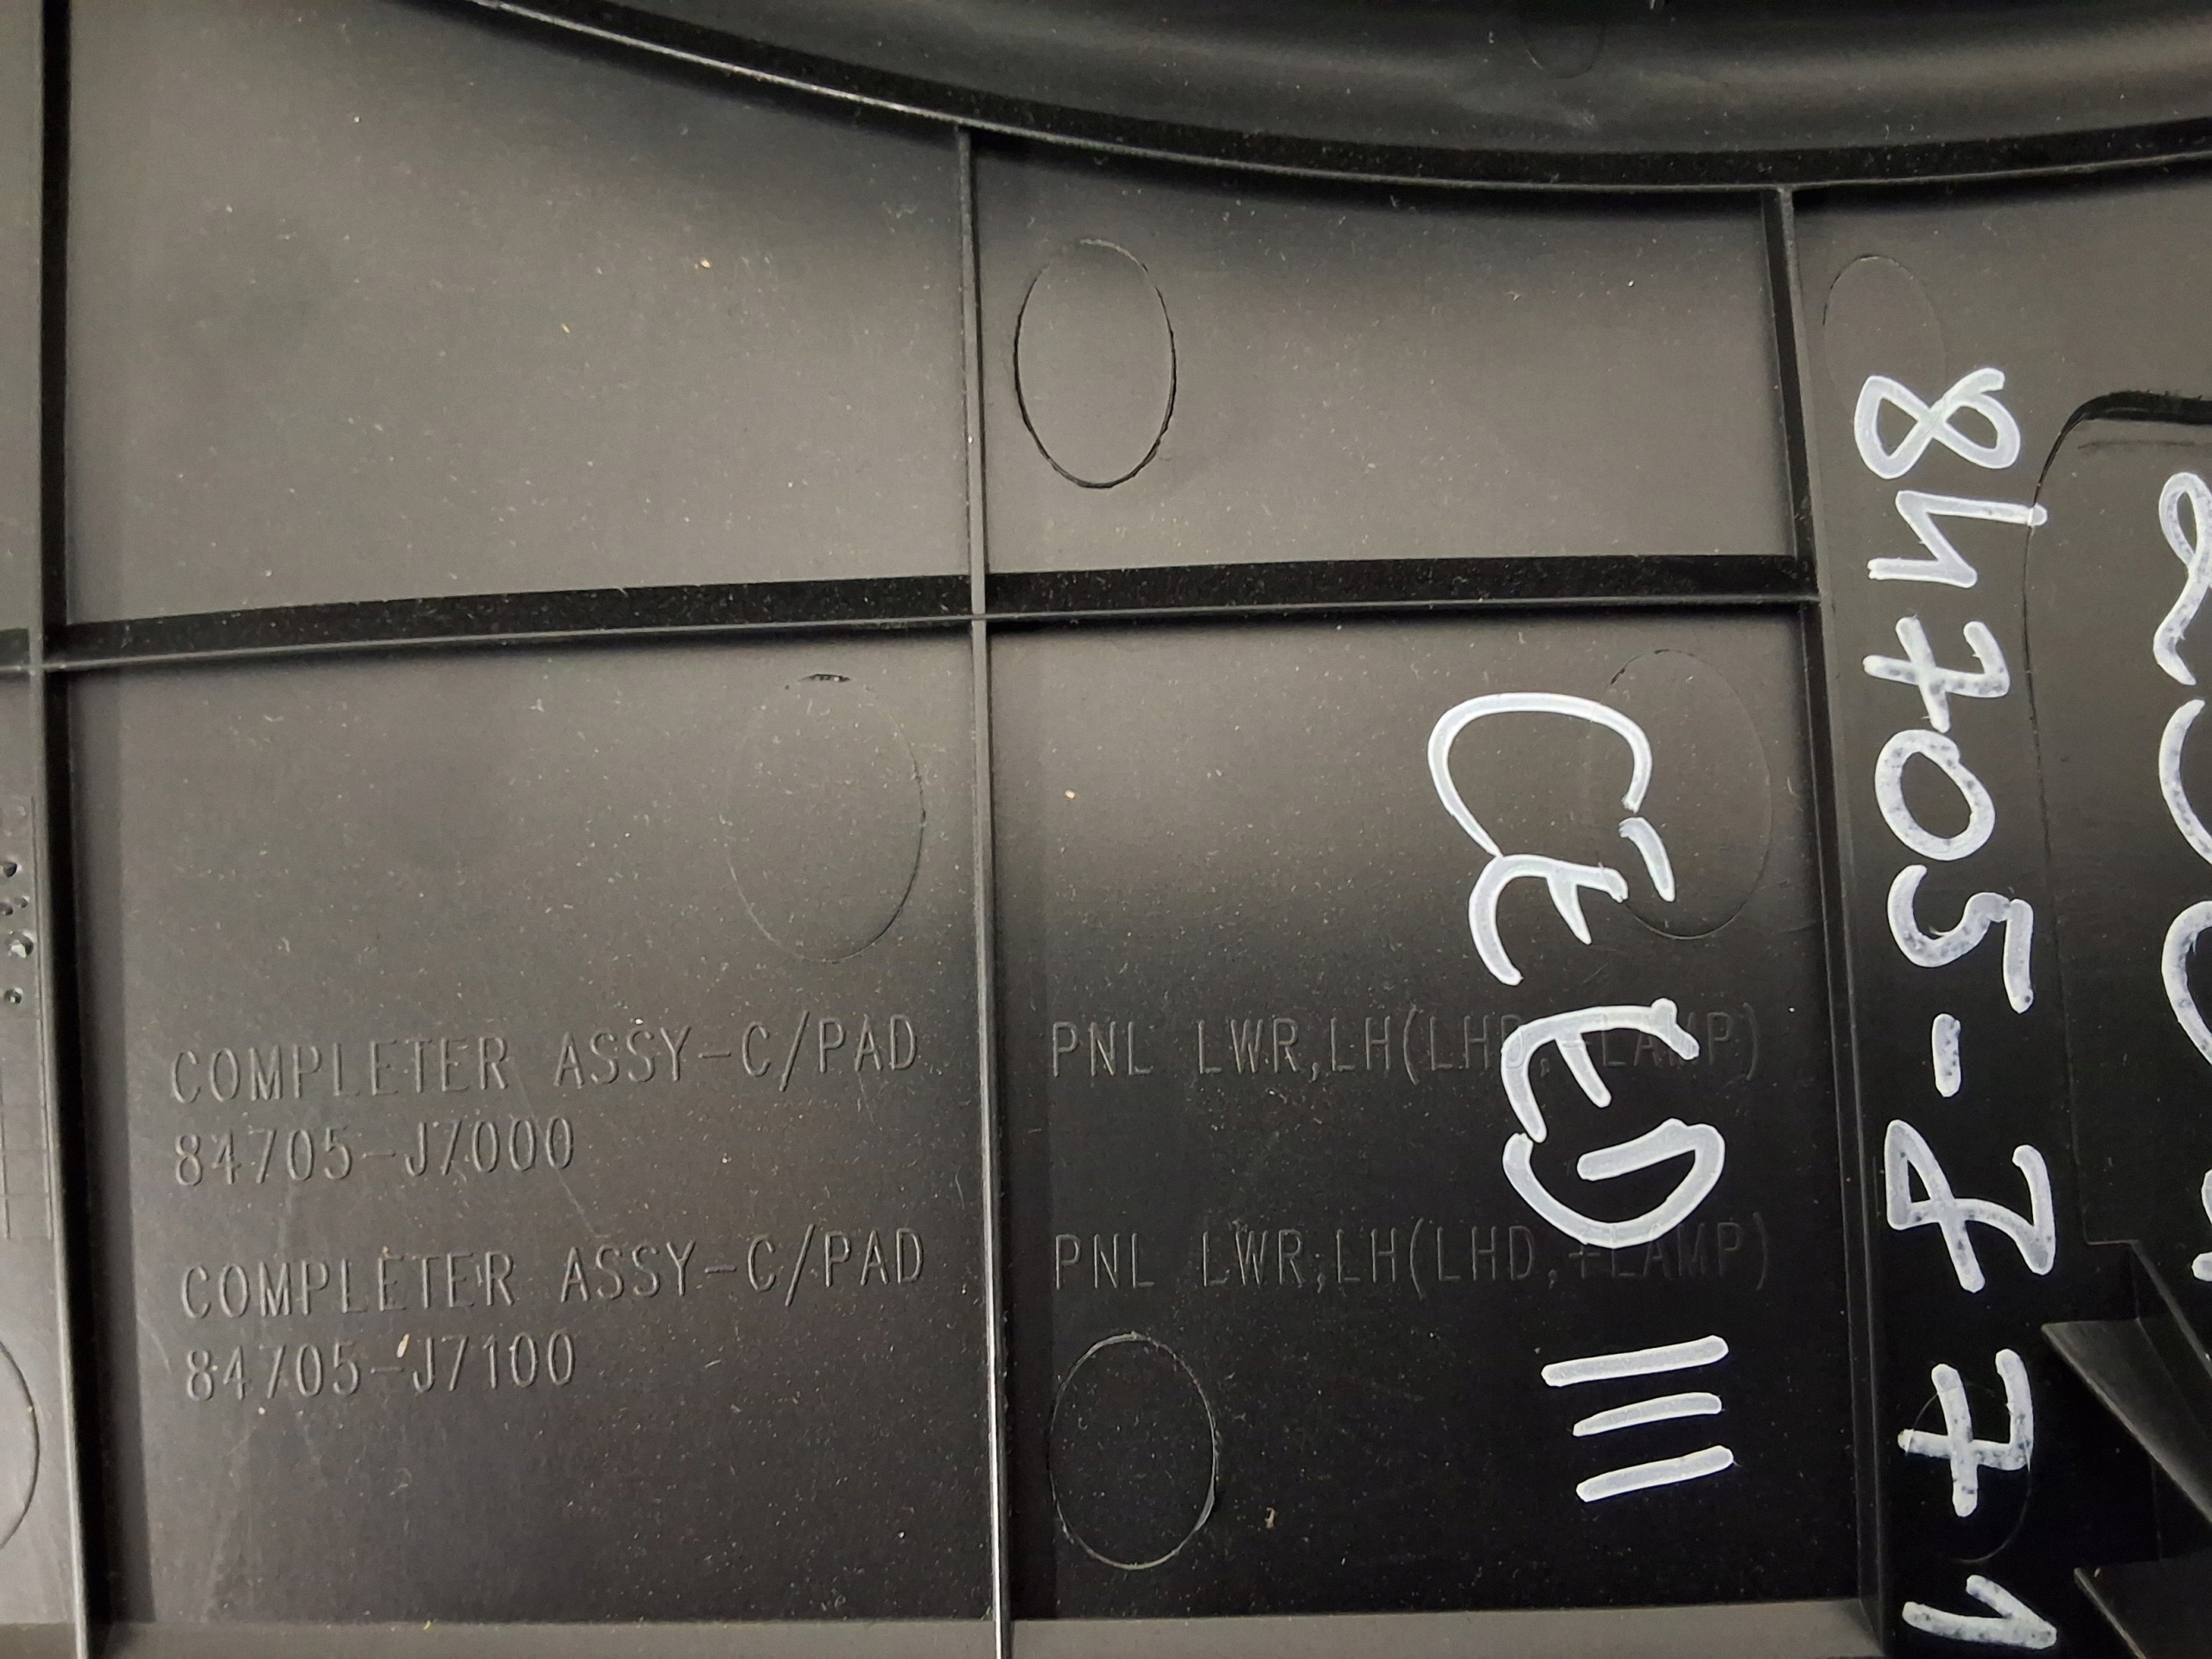 COMPLETER ASSY-C/PAD PNL LWR,LH(LHD,-LAMP)
84705-J7000
COMPLETER ASSY-C/PAD PNL LWR,LH(LHD,+LAMP)
84705-J7100
CEED III
84705-J71